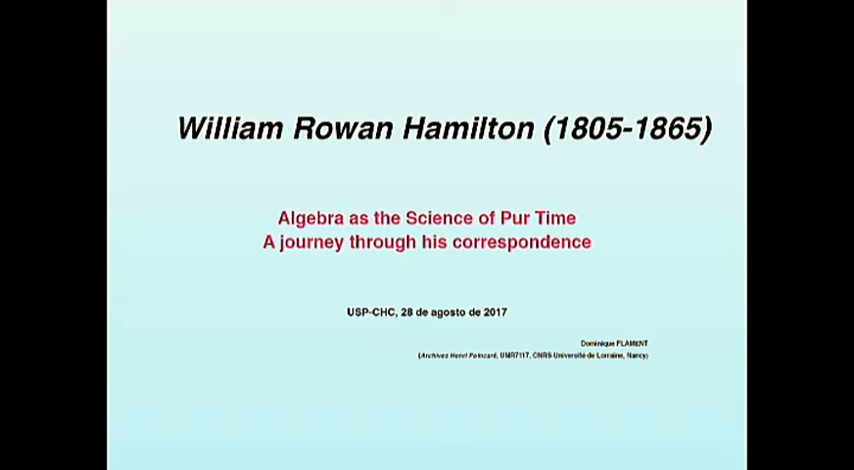 William Rowan Hamilton (1805-1865)
Algebra as the Science of Pur Time
A journey through his correspondence
USP-CHC, 28 de agosto de 2017
Dominique FLAMENT
(Archives Henri Poincaré, UMR7117, CNRS Université de Lorraine, Nancy)